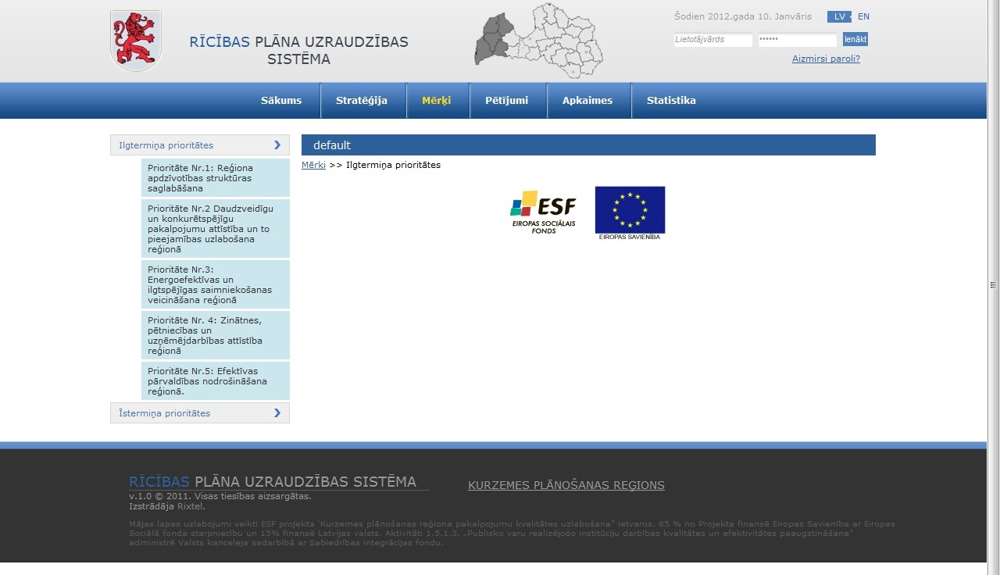 RĪCĪBAS PLĀNA UZRAUDZĪBAS
SISTĒMA
Šodien 2012.gada 10. Janvāris
LV
EN
Lietotājvārds
••••••
Ienākt
Aizmirsi paroli?
Sākums
Stratēģija
Mērķi
Pētījumi
Apkaimes
Statistika
Ilgtermiņa prioritātes
Prioritāte Nr.1: Reģiona
apdzīvotības struktūras
saglabāšana
Prioritāte Nr.2 Daudzveidīgu
un konkurētspējīgu
pakalpojumu attīstība un to
pieejamības uzlabošana
reģionā
Prioritāte Nr.3:
Energoefektīvas un
ilgtspējīgas saimniekošanas
veicināšana reģionā
Prioritāte Nr. 4: Zinātnes,
pētniecības un
uzņēmējdarbības attīstība
reģionā
Prioritāte Nr.5: Efektīvas
pārvaldības nodrošināšana
reģionā.
Īstermiņa prioritātes
default
Mērķi >> Ilgtermiņa prioritātes
ESF
EIROPAS SOCIĀLAIS
FONDS
EIROPAS SAVIENĪBA
RĪCĪBAS PLĀNA UZRAUDZĪBAS SISTĒMA
v.1.0 © 2011. Visas tiesības aizsargātas.
Izstrādāja Rixtel.
KURZEMES PLĀNOŠANAS REĢIONS
Mājas lapas uzlabojumi veikti ESF projekta ‘Kurzemes plānošanas reģiona pakalpojumu kvalitātes uzlabošana” ietvaros. 85 % no Projekta finansē Eiropas Savienība ar Eiropas
Sociālā fonda starpniecību un 15% finansē Latvijas valsts. Aktivitāti 1.5.1.3. „Publisko varu realizējošo institūciju darbības kvalitātes un efektivitātes paaugstināšana”
administrē Valsts kanceleja sadarbībā ar Sabiedrības integrācijas fondu.